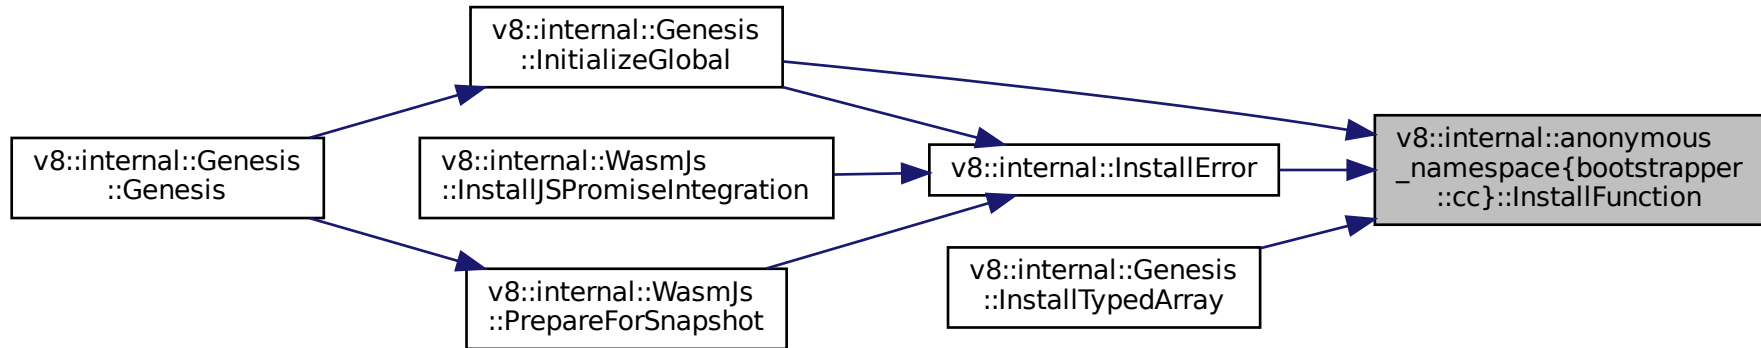 v8::internal::Genesis
::InitializeGlobal
v8::internal::Genesis
::Genesis
v8::internal::WasmJs
::InstallJSPromiseIntegration
v8::internal::WasmJs
::PrepareForSnapshot
v8::internal::InstallError
v8::internal::Genesis
::InstallTypedArray
v8::internal::anonymous
_namespace{bootstrapper
::cc}::InstallFunction